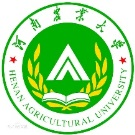 河南农业大学
HENAN AGRICULTURAL UNIVERSITY